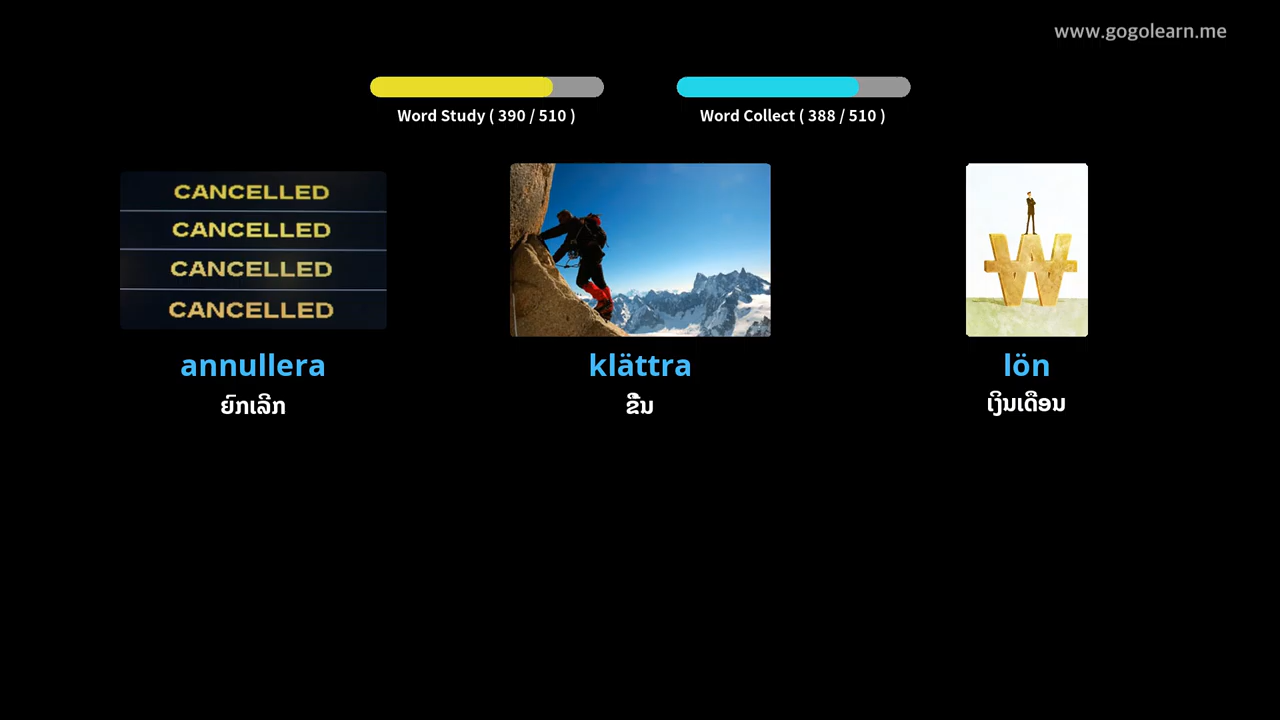 www.gogolearn.me
Word Study ( 390 / 510 )
Word Collect ( 388 / 510 )
CANCELLED
CANCELLED
CANCELLED
CANCELLED
annullera
klättra
lön
ຍົກເລີກ
ຂຶ້ນ
ເງິນເດືອນ